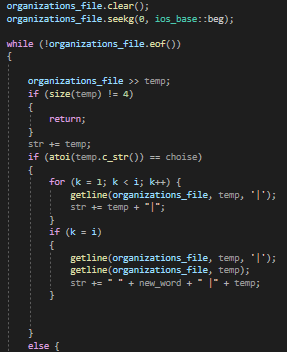 organizations_file.clear();
organizations_file.seekg(0, ios_base::beg);
while (!organizations_file.eof())
{
organizations_file >> temp;
if (size(temp) != 4)
{
return;
}
str += temp;
if (atoi(temp.c_str()) == choise)
{
for (k = 1; k < i; k++) {
getline(organizations_file, temp, '|');
str += temp + "|";
}
if (k = i)
{
getline(organizations_file, temp, '|');
getline(organizations_file, temp);
str += " " + new_word + " |" + temp;
}
}
else {